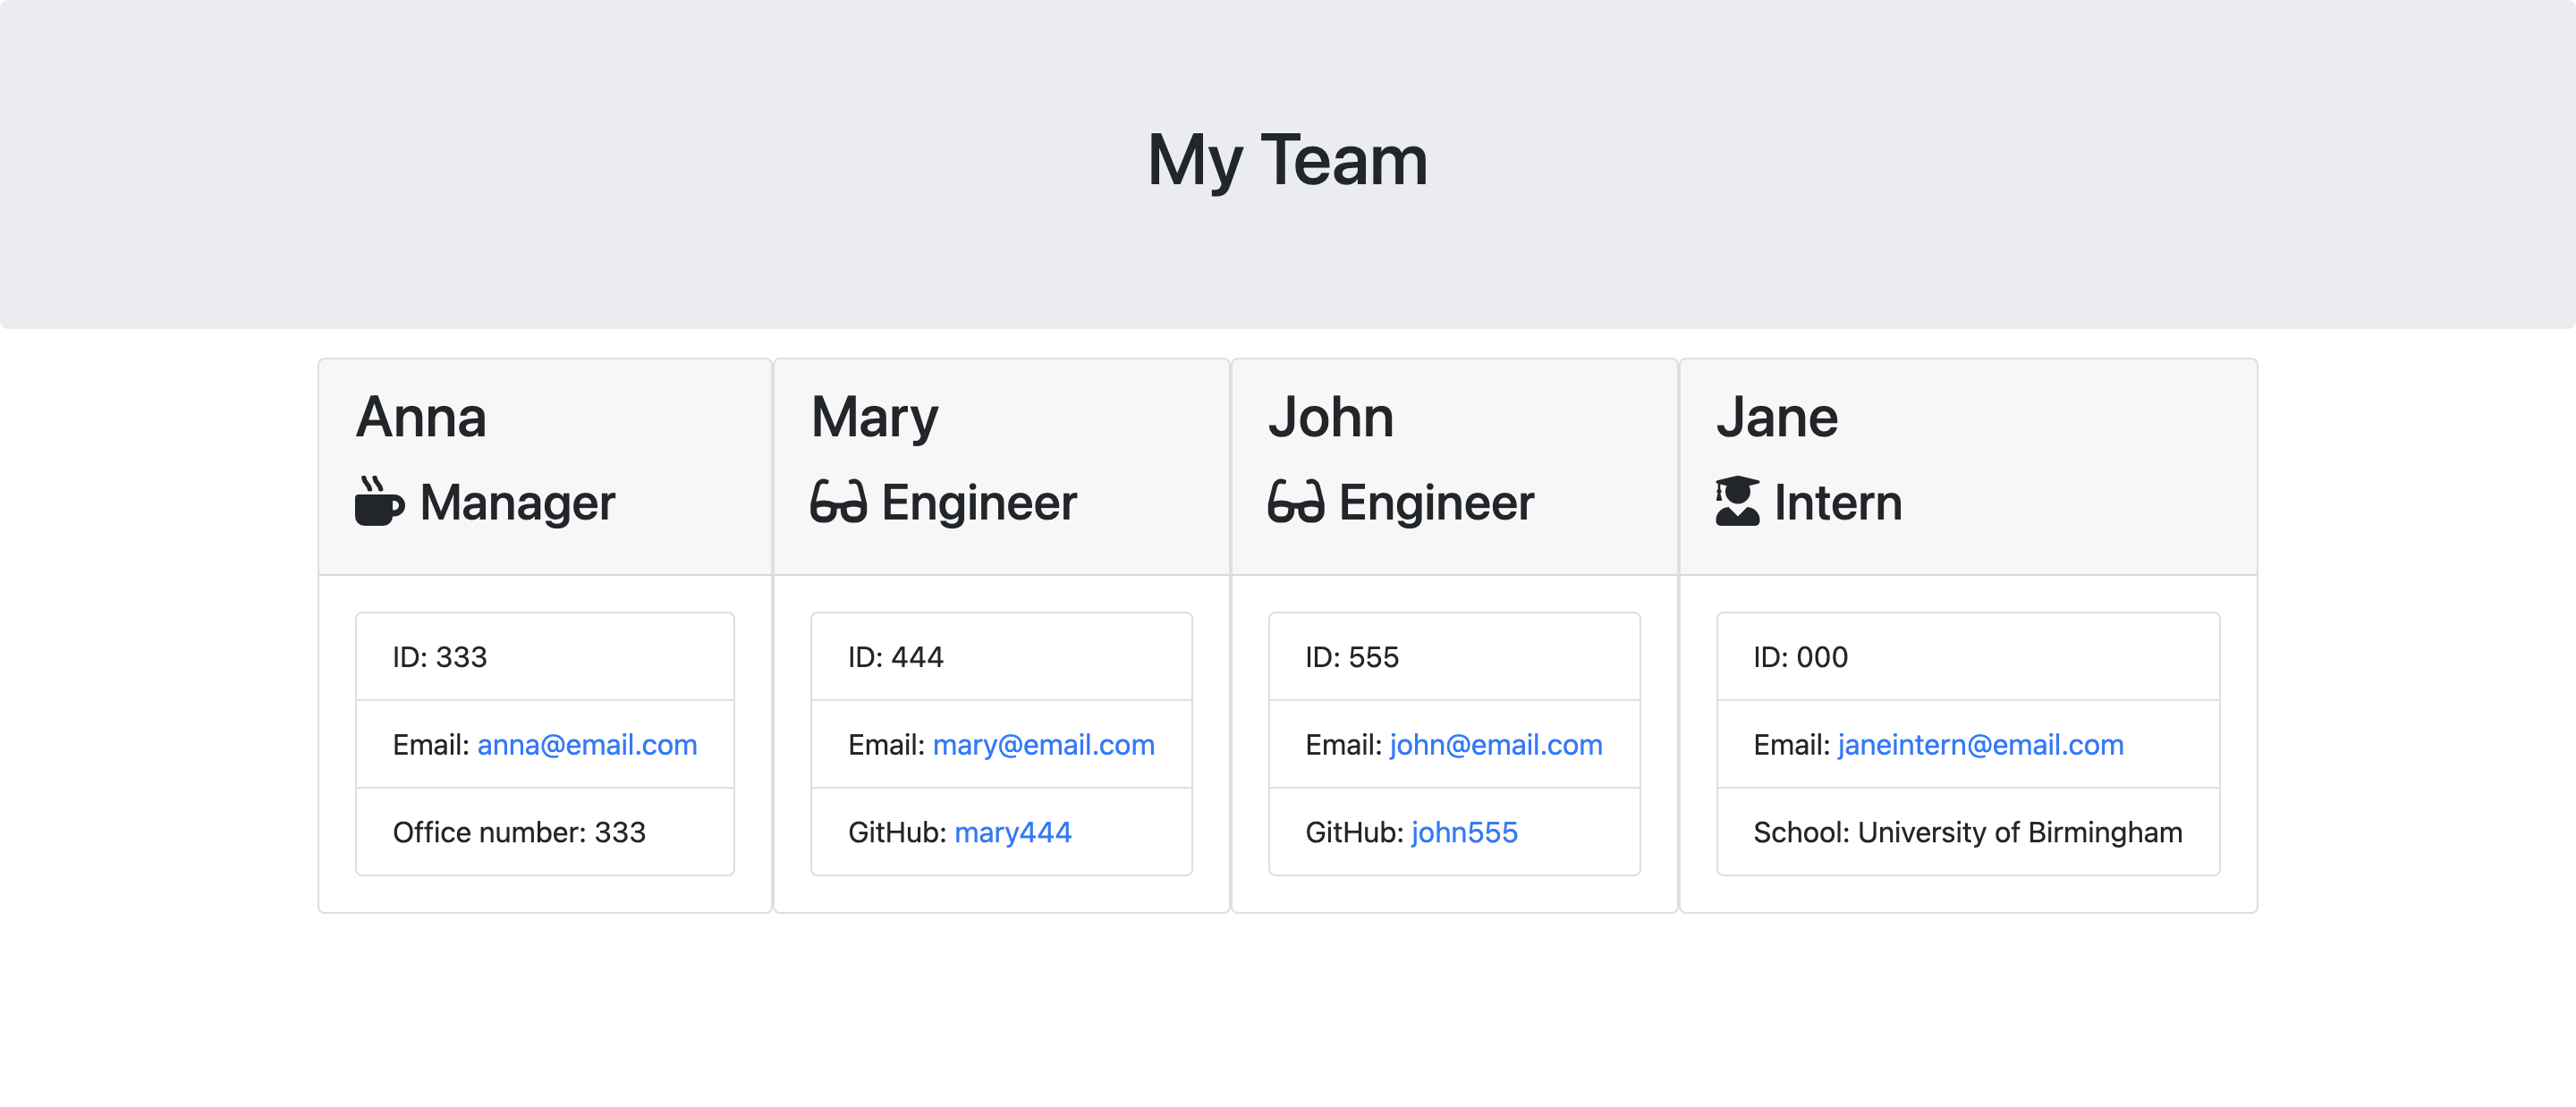 My Team
Anna
Manager
ID: 333
Email: anna@email.com
Office number: 333
Mary
Engineer
ID: 444
Email: mary@email.com
GitHub: mary444
John
Engineer
ID: 555
Email: john@email.com
GitHub: john555
Jane
Intern
ID: 000
Email: janeintern@email.com
School: University of Birmingham